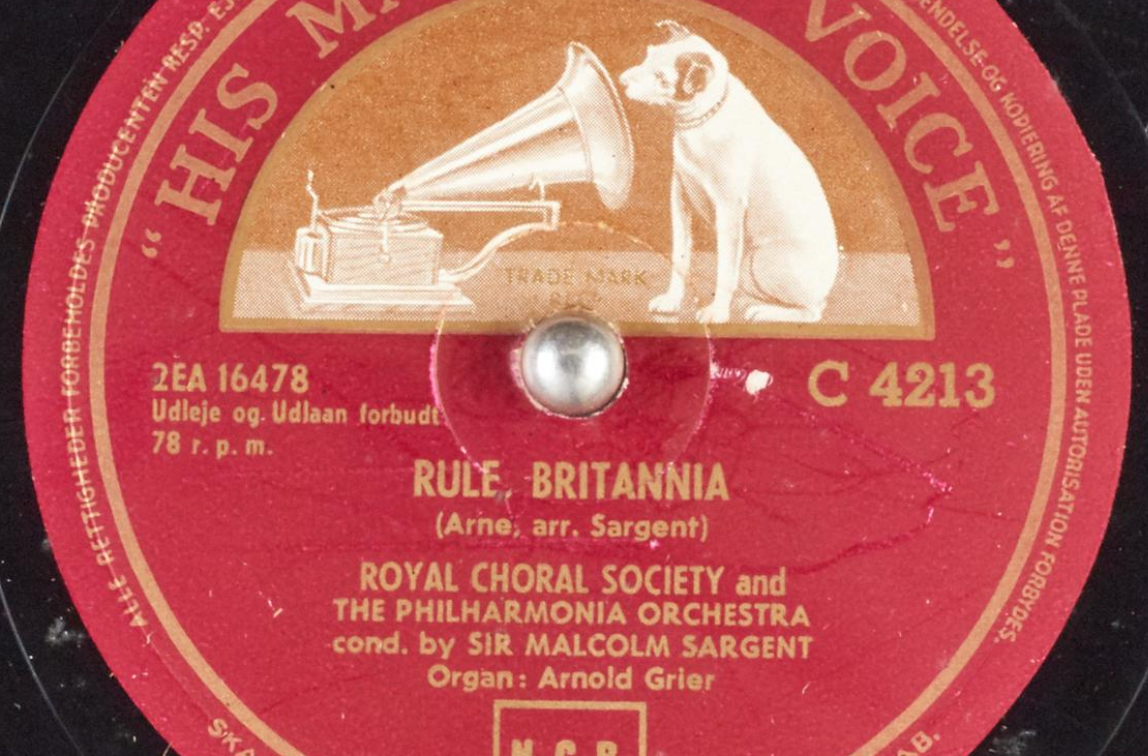 ALLE RETTIGHEDER FORBEHOLDES PRODUCENTEN RESP.
ENDELSE OG KOPIERING AF DENNE PLADE UDEN AUTORISATION FORBYDES.
"HIS
VOICE"
TRADE MARK
2EA 16478
C 4213
Udleje og. Udlaan forbudt
78 r. p. m.
RULE, BRITANNIA
(Arne, arr. Sargent)
ROYAL CHORAL SOCIETY and
THE PHILHARMONIA ORCHESTRA
cond. by SIR MALCOLM SARGENT
Organ: Arnold Grier
NCB